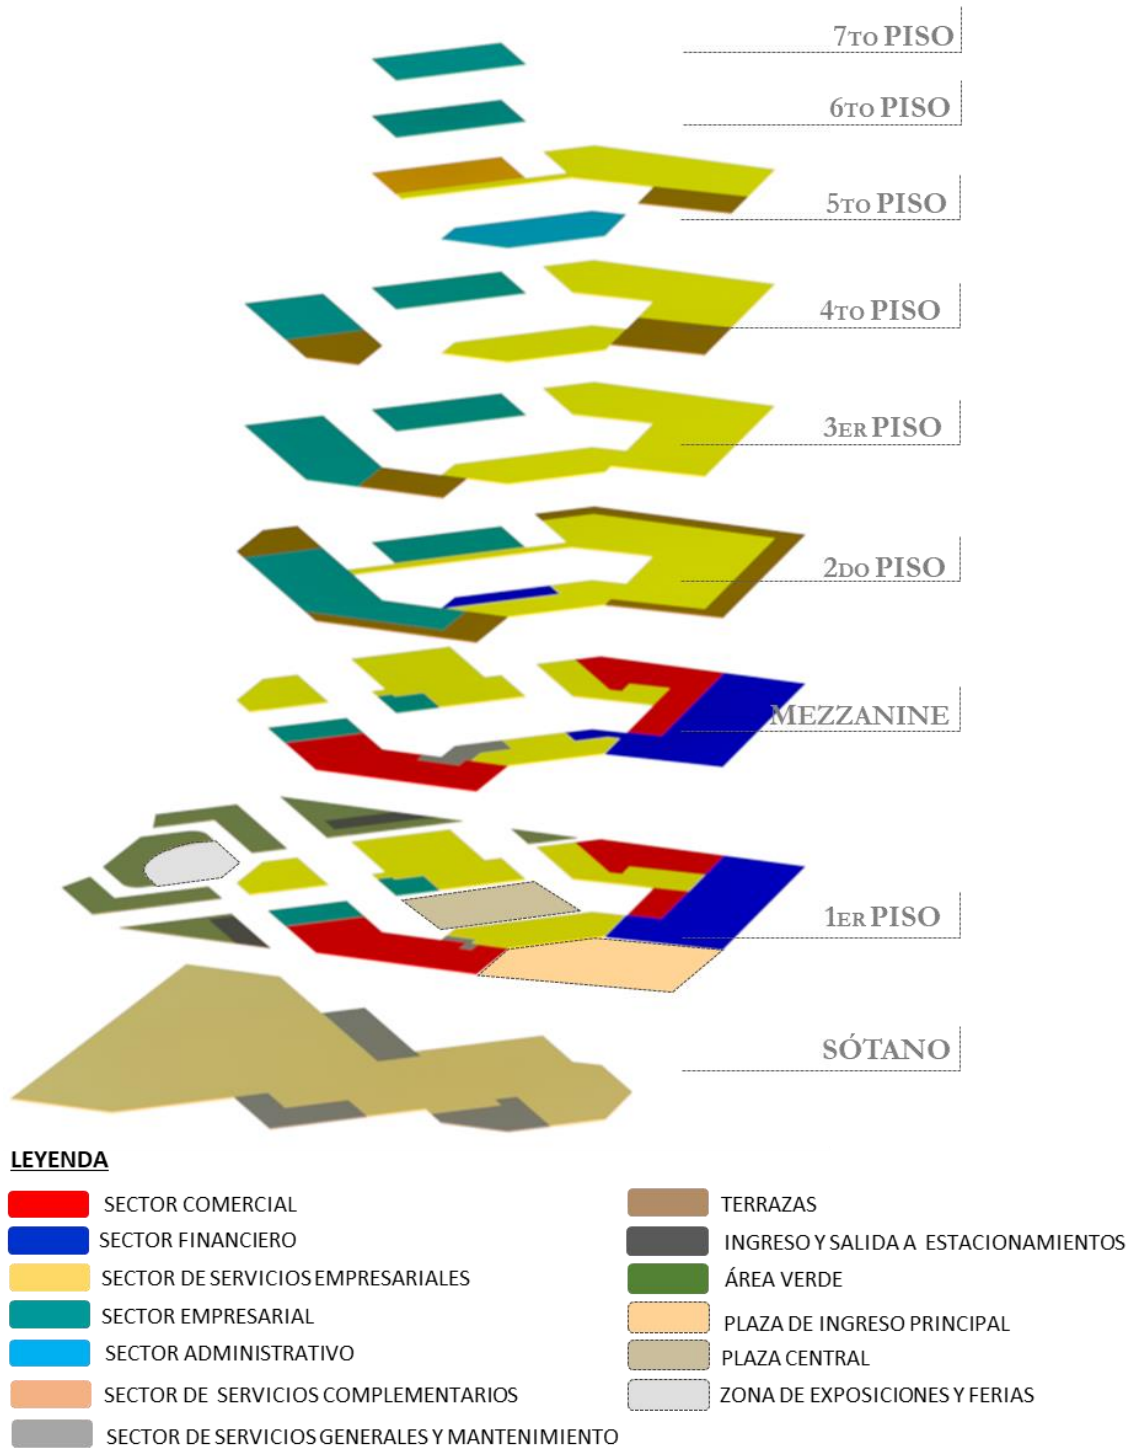 7TO PISO
6TO PISO
5TO PISO
4TO PISO
3ER PISO
2DO PISO
MEZZANINE
1ER PISO
SÓTANO
LEYENDA
SECTOR COMERCIAL
SECTOR FINANCIERO
SECTOR DE SERVICIOS EMPRESARIALES
SECTOR EMPRESARIAL
SECTOR ADMINISTRATIVO
SECTOR DE SERVICIOS COMPLEMENTARIOS
SECTOR DE SERVICIOS GENERALES Y MANTENIMIENTO
TERRAZAS
INGRESO Y SALIDA A ESTACIONAMIENTOS
ÁREA VERDE
PLAZA DE INGRESO PRINCIPAL
PLAZA CENTRAL
ZONA DE EXPOSICIONES Y FERIAS